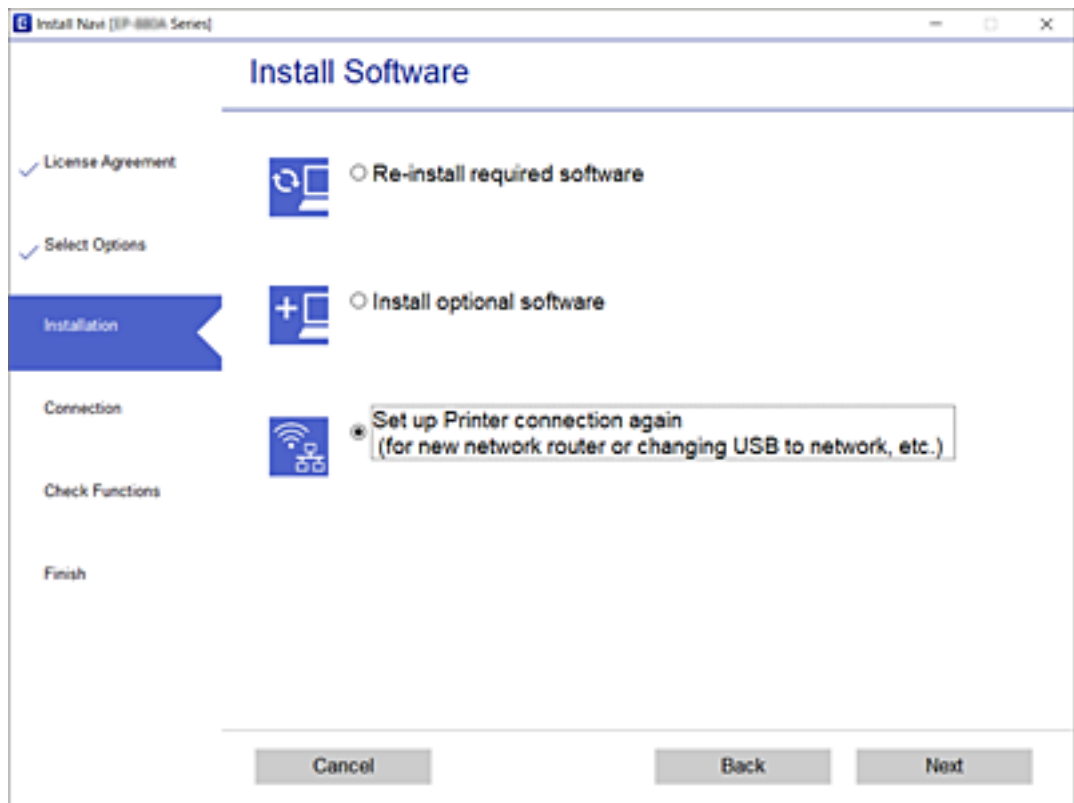 Install Navi [EP-880A Series]
Install Software
License Agreement
Select Options
Installation
Connection
Check Functions
Finish
Re-install required software
Install optional software
Set up Printer connection again
(for new network router or changing USB to network, etc.)
Cancel
Back
Next